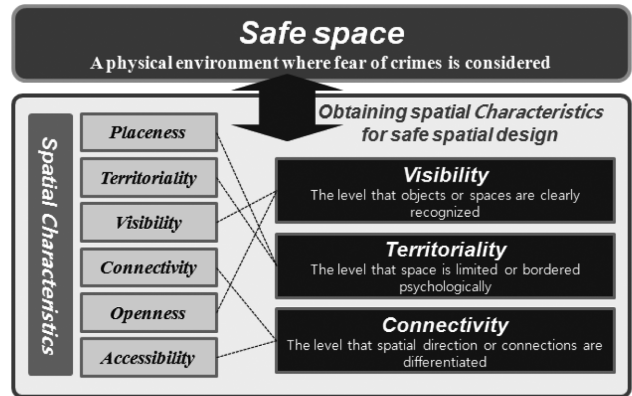 Safe space
A physical environment where fear of crimes is considered
Obtaining spatial Characteristics
for safe spatial design
Spatial Characteristics
Placeness
Territoriality
Visibility
Connectivity
Openness
Accessibility
Visibility
The level that objects or spaces are clearly
recognized
Territoriality
The level that space is limited or bordered
psychologically
Connectivity
The level that spatial direction or connections are
differentiated